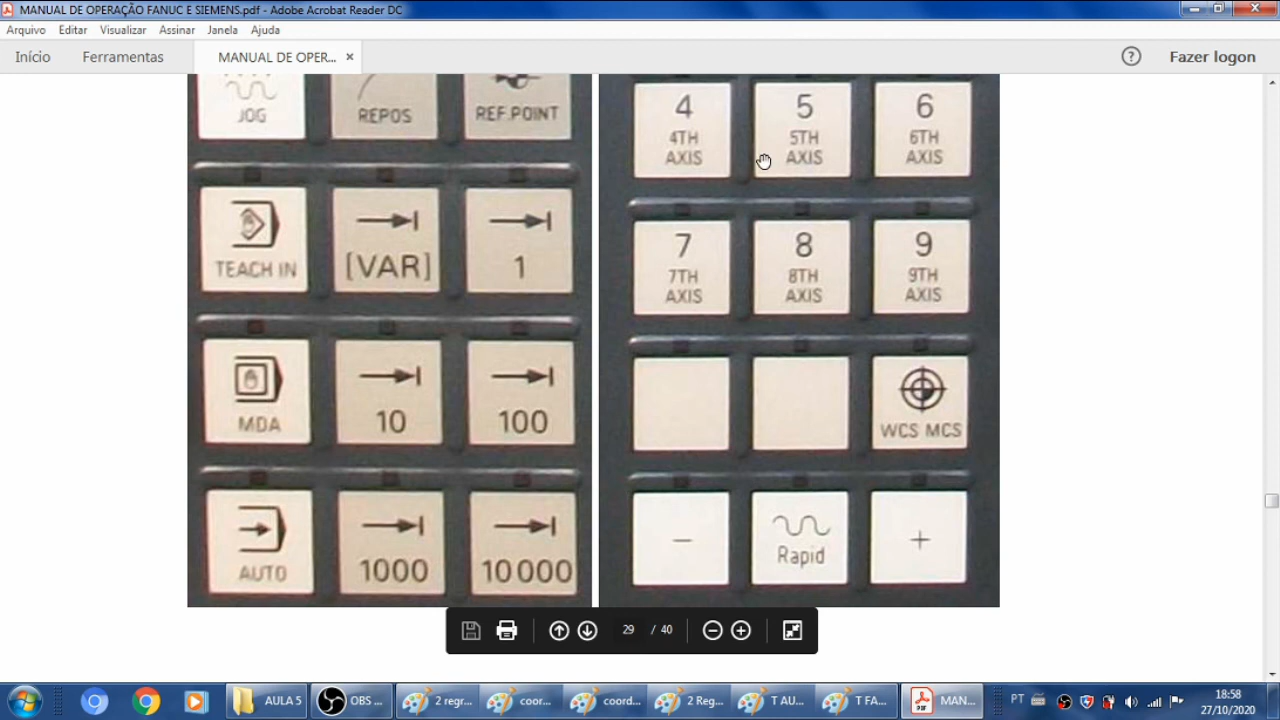 MANUAL DE OPERAÇÃO FANUC E SIEMENS.pdf - Adobe Acrobat Reader DC
Arquivo Editar Visualizar Assinar Janela Ajuda
Início Ferramentas MANUAL DE OPER... × ? Fazer logon
JOG REPOS REF.POINT
TEACH IN [VAR] 1
MDA 10 100
AUTO 1000 10 000
4 5 6
4TH 5TH 6TH
AXIS AXIS AXIS
7 8 9
7TH 8TH 9TH
AXIS AXIS AXIS
WCS MCS
− Rapid +
29 / 40
AULA 5 OBS ... 2 regr... coor... coord... 2 Reg... T AU... T FA... MAN... PT 18:58
27/10/2020